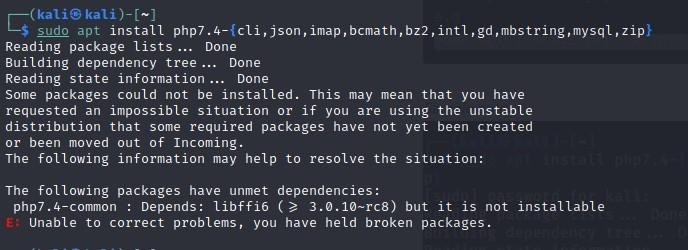 ┌──(kali㉿kali)-[~]
└─$ sudo apt install php7.4-{cli,json,imap,bcmath,bz2,intl,gd,mbstring,mysql,zip}
Reading package lists... Done
Building dependency tree... Done
Reading state information... Done
Some packages could not be installed. This may mean that you have
requested an impossible situation or if you are using the unstable
distribution that some required packages have not yet been created
or been moved out of Incoming.
The following information may help to resolve the situation:

The following packages have unmet dependencies:
 php7.4-common : Depends: libffi6 (≥ 3.0.10~rc8) but it is not installable
E: Unable to correct problems, you have held broken packages.